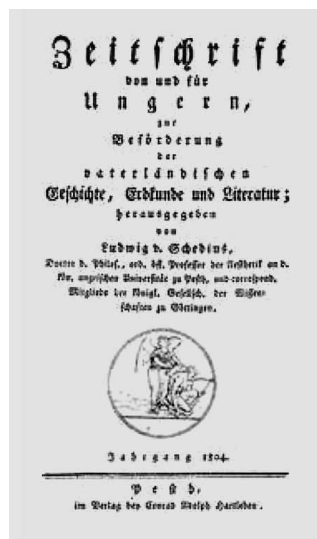 Zeitschrift
von und für
Ungern,
zur
Beförderung
der
vaterländischen
Geschichte, Erdkunde und Literatur;
herausgegeben
von
Ludwig v. Schedius,
Doctor d. Philos., ord. öff. Professor der Aesthetik an d.
Kön. ungrischen Universität zu Pesth, und correspond.
Mitgliede der Königl. Gesellsch. der Wissen-
schaften zu Göttingen.
Jahrgang 1804.
Pesth,
im Verlag bey Conrad Adolph Hartleben.